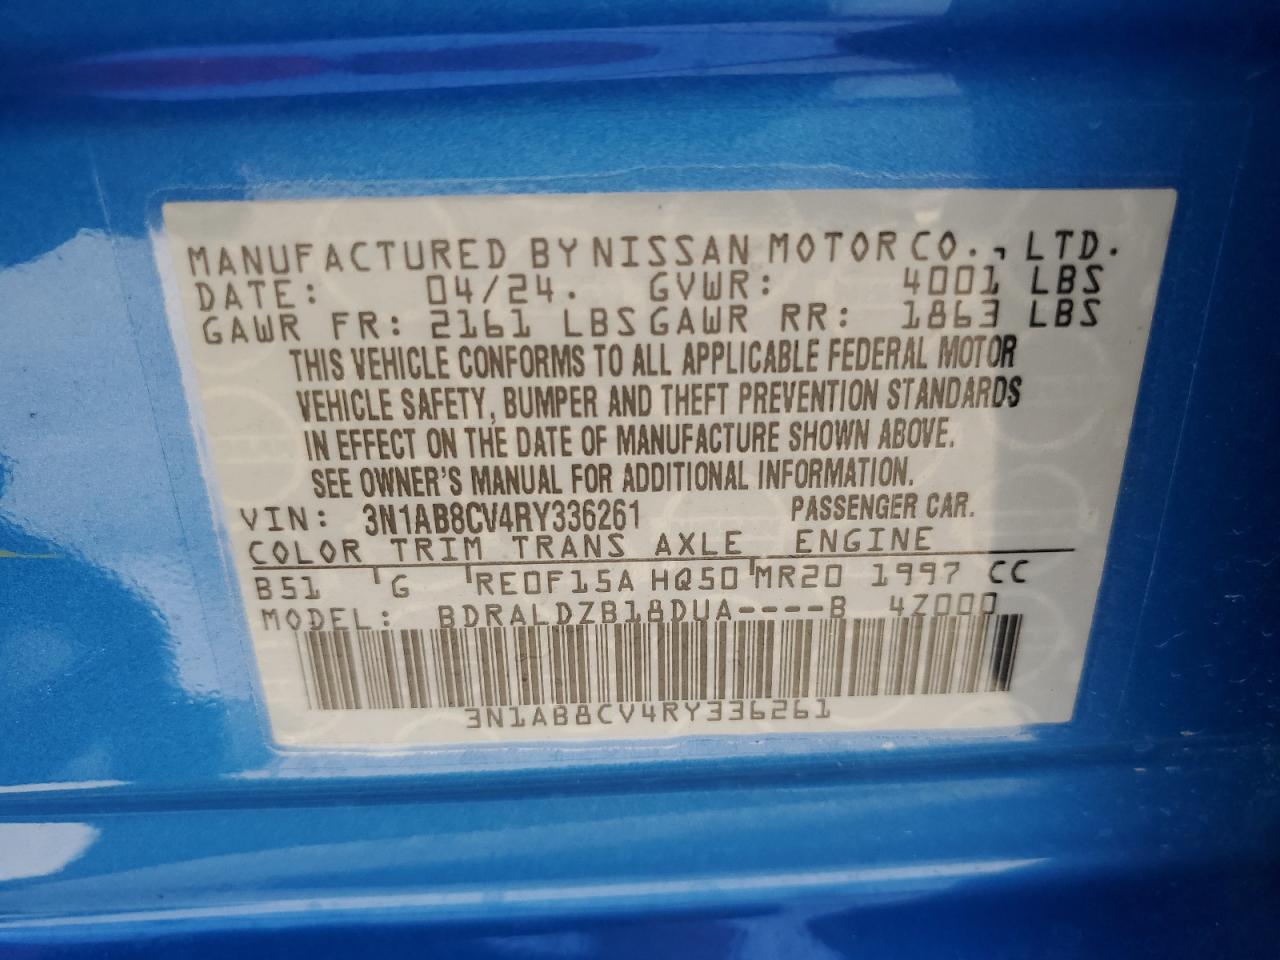 MANUFACTURED BY NISSAN MOTOR CO., LTD.
DATE: 04/24. GVWR: 4001 LBS
GAWR FR: 2161 LBS GAWR RR: 1863 LBS
THIS VEHICLE CONFORMS TO ALL APPLICABLE FEDERAL MOTOR
VEHICLE SAFETY, BUMPER AND THEFT PREVENTION STANDARDS
IN EFFECT ON THE DATE OF MANUFACTURE SHOWN ABOVE.
SEE OWNER'S MANUAL FOR ADDITIONAL INFORMATION.
VIN: 3N1AB8CV4RY336261 PASSENGER CAR.
COLOR TRIM TRANS AXLE ENGINE
B51 G RE0F15A HQ50 MR20 1997 CC
MODEL: BDRALDZB18DUA----B 4Z000
3N1AB8CV4RY336261